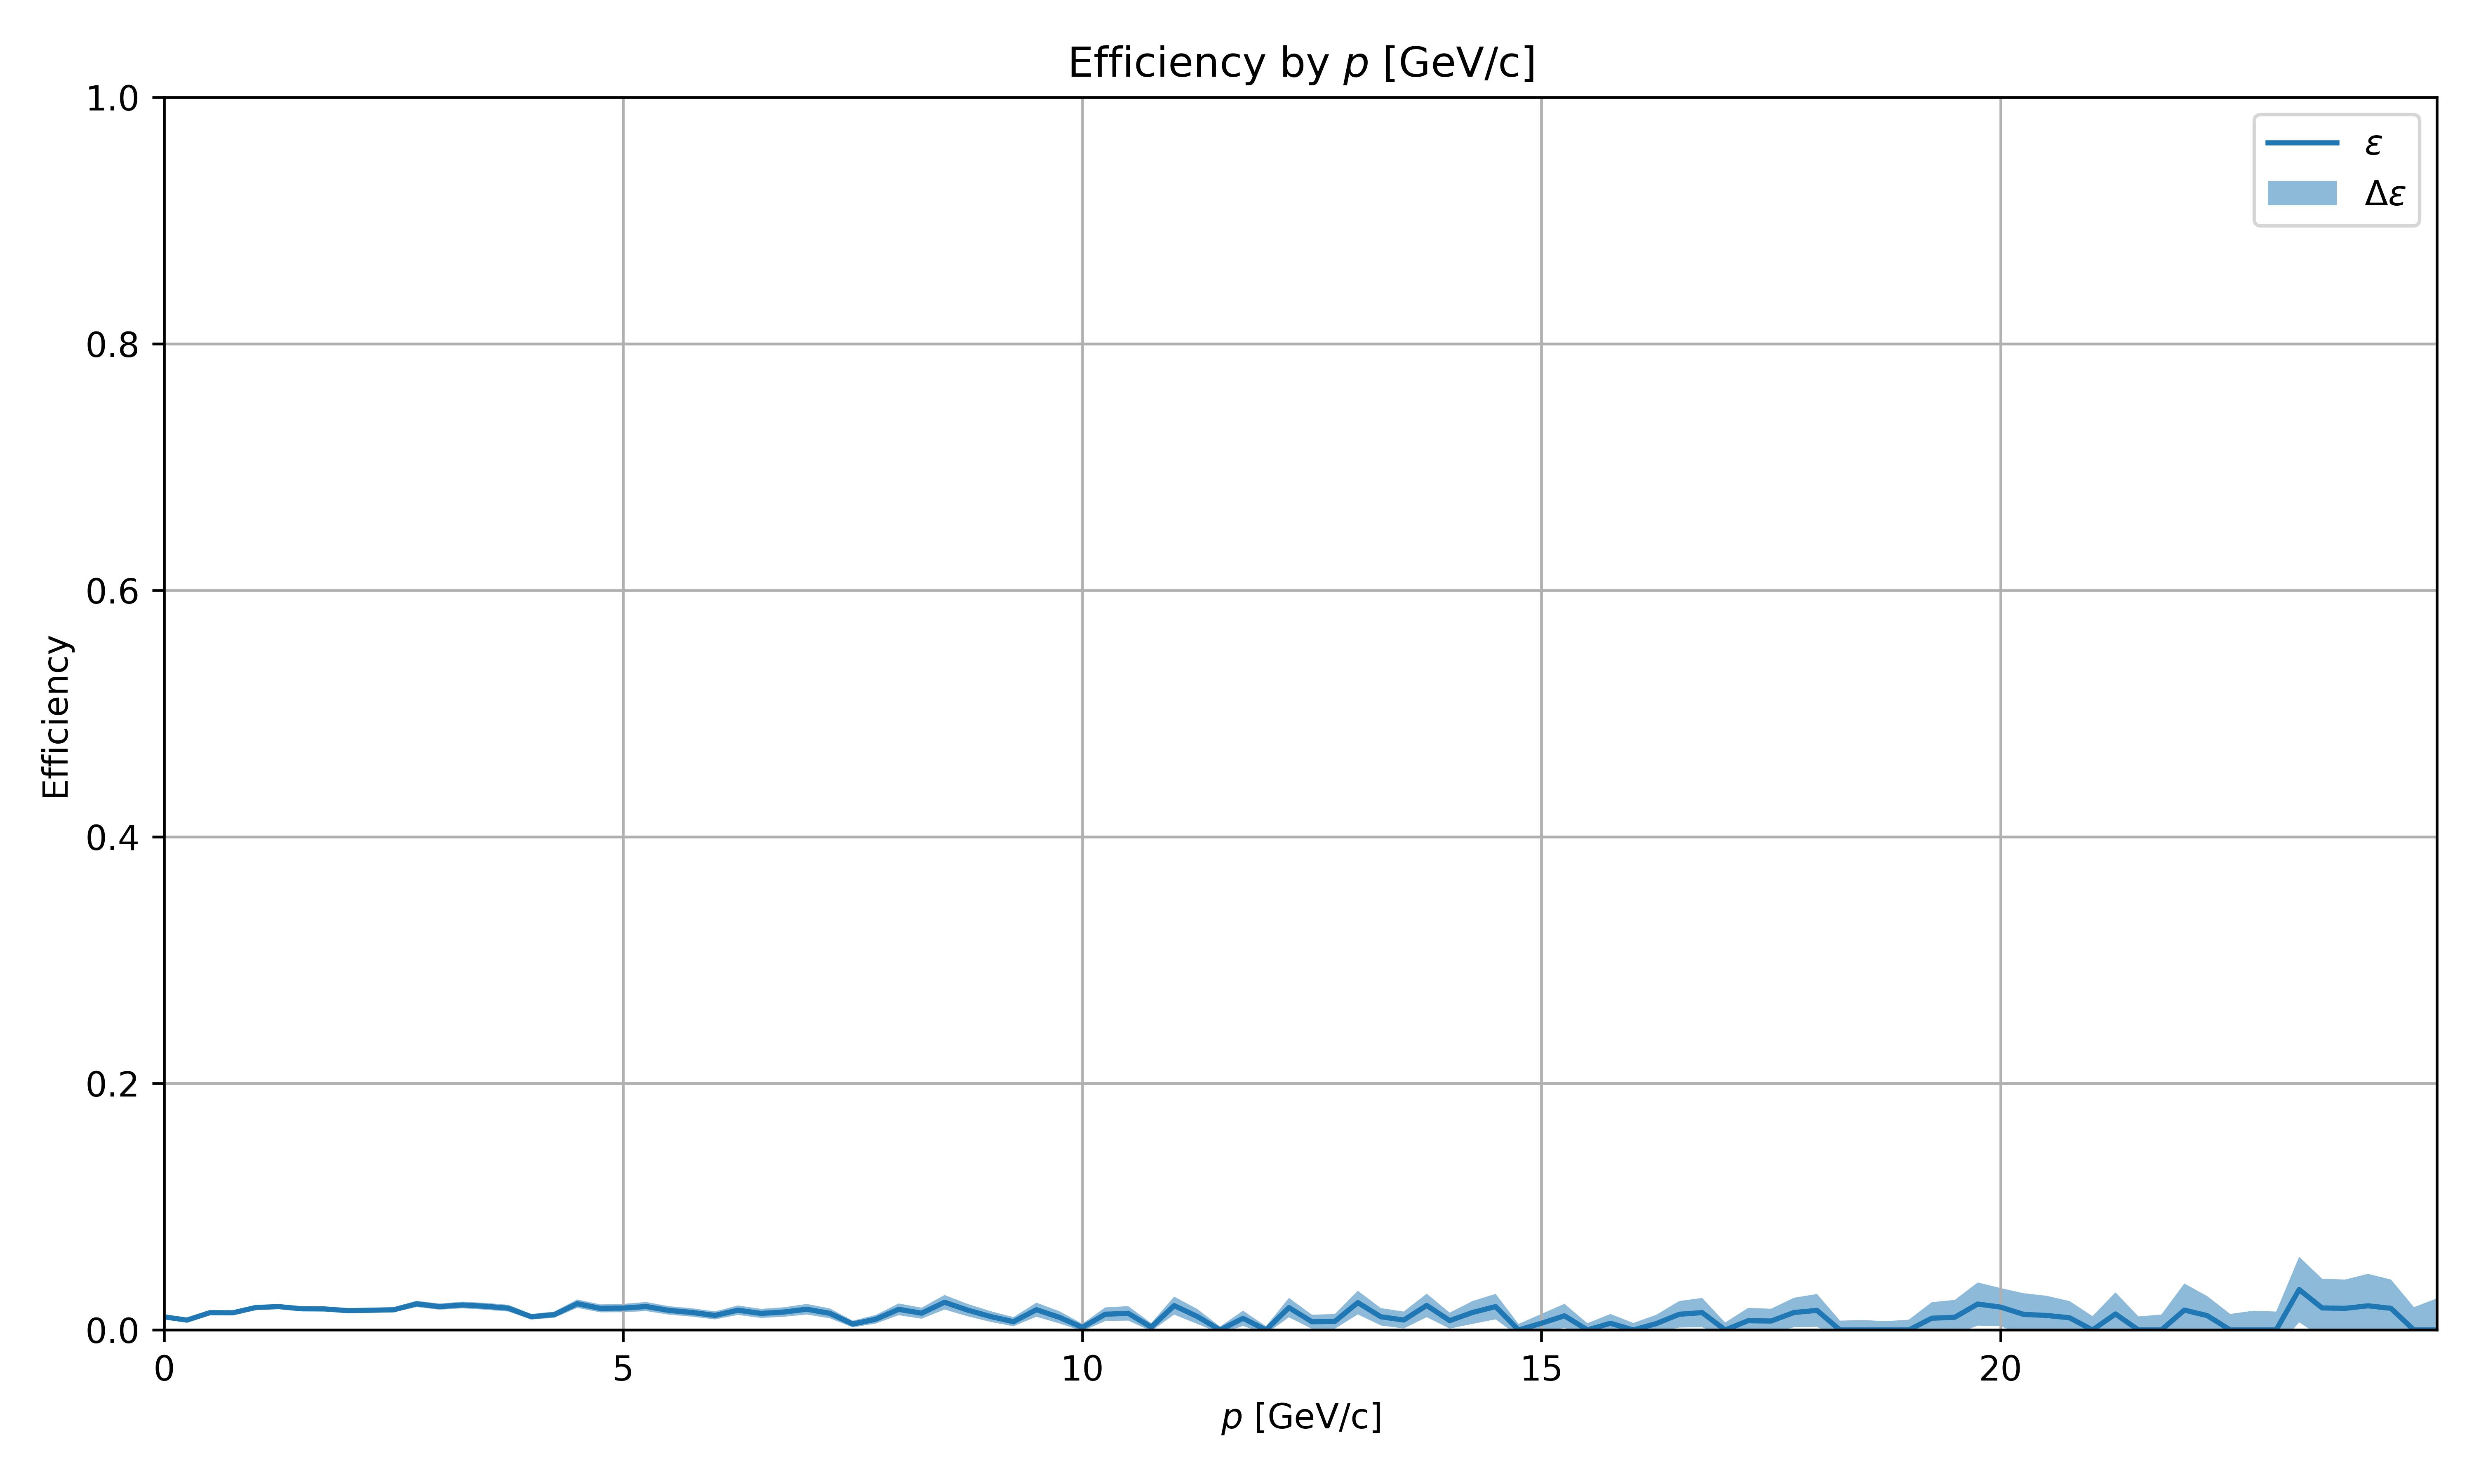 Efficiency by p [GeV/c]
1.0
0.8
0.6
0.4
0.2
0.0
Efficiency
ε
Δε
0 5 10 15 20
p [GeV/c]